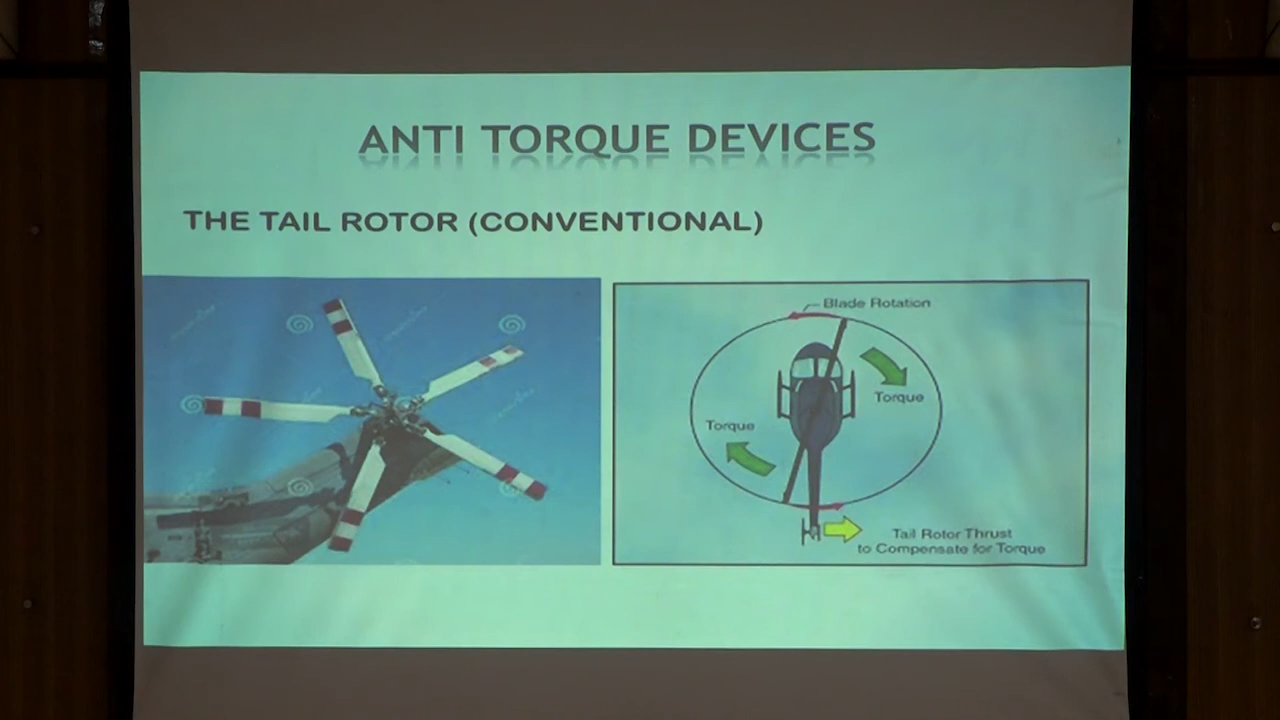 ANTI TORQUE DEVICES
THE TAIL ROTOR (CONVENTIONAL)
Blade Rotation
Torque
Torque
Tail Rotor Thrust
to Compensate for Torque